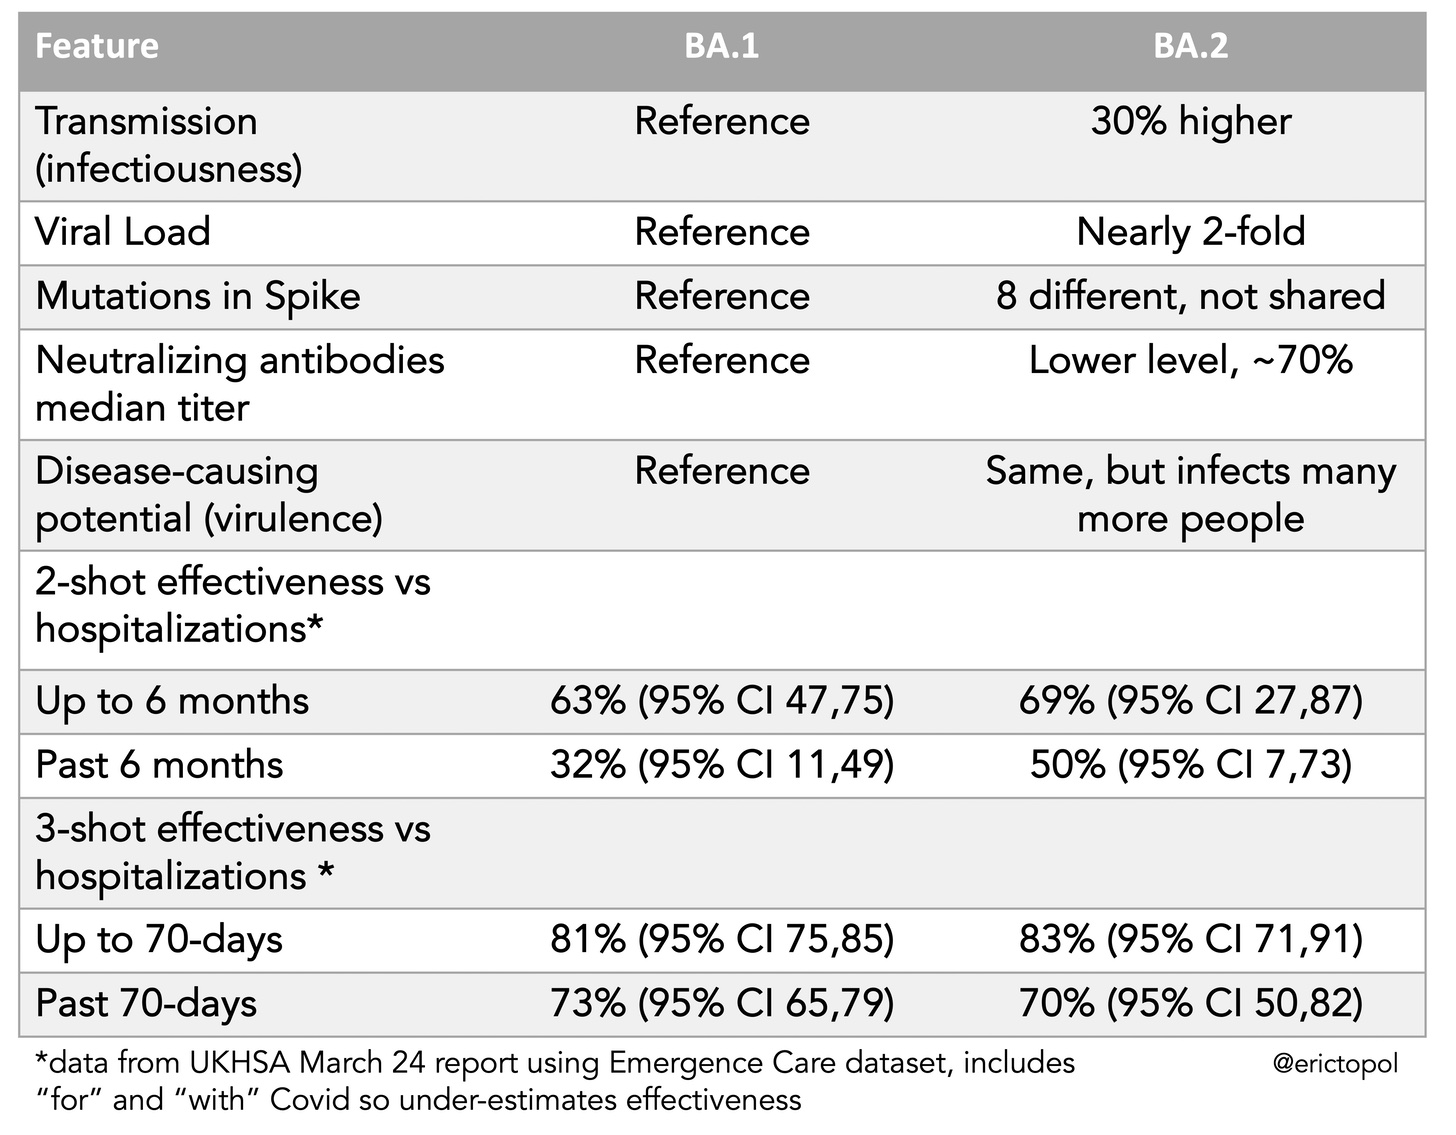 Feature BA.1 BA.2
Transmission Reference 30% higher
(infectiousness)
Viral Load Reference Nearly 2-fold
Mutations in Spike Reference 8 different, not shared
Neutralizing antibodies Reference Lower level, ~70%
median titer
Disease-causing Reference Same, but infects many
potential (virulence) more people
2-shot effectiveness vs
hospitalizations*
Up to 6 months 63% (95% CI 47,75) 69% (95% CI 27,87)
Past 6 months 32% (95% CI 11,49) 50% (95% CI 7,73)
3-shot effectiveness vs
hospitalizations *
Up to 70-days 81% (95% CI 75,85) 83% (95% CI 71,91)
Past 70-days 73% (95% CI 65,79) 70% (95% CI 50,82)
*data from UKHSA March 24 report using Emergence Care dataset, includes @erictopol
“for” and “with” Covid so under-estimates effectiveness